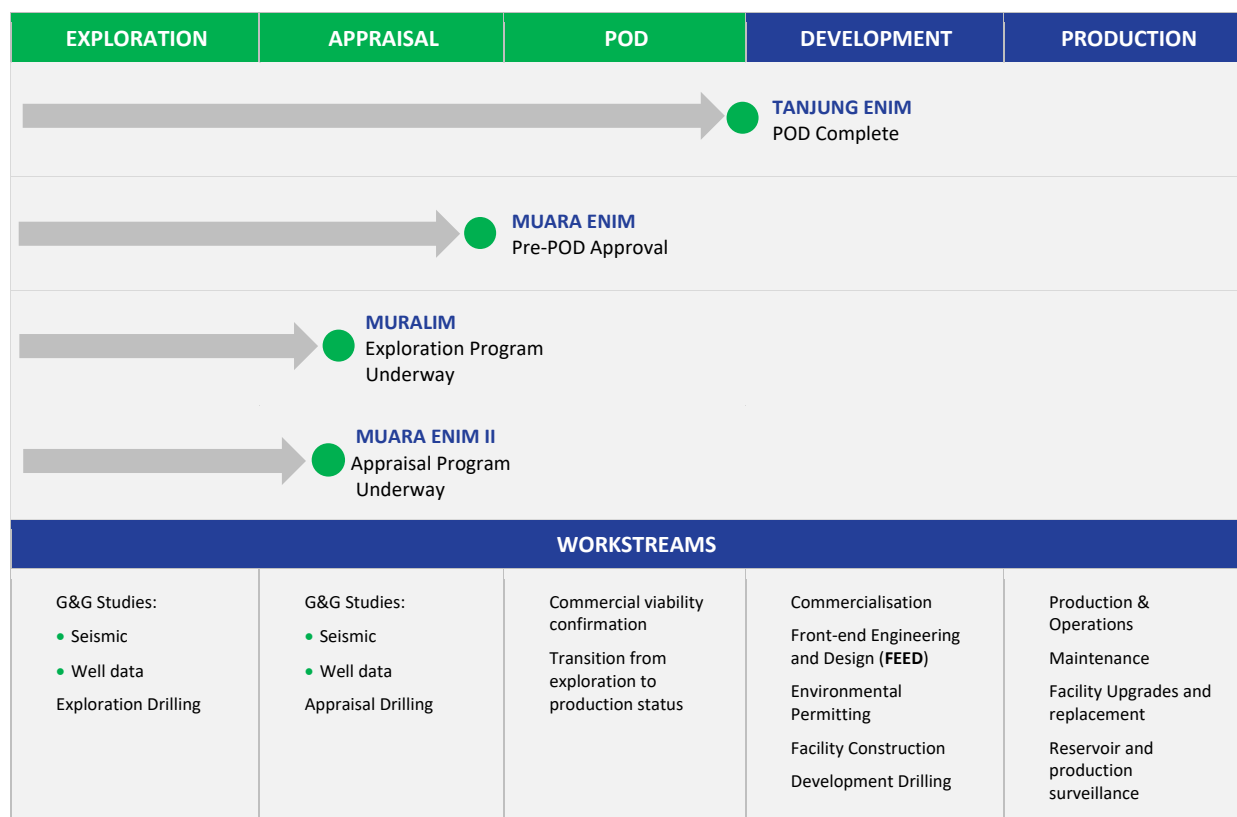 EXPLORATION
APPRAISAL
POD
DEVELOPMENT
PRODUCTION
TANJUNG ENIM
POD Complete
MUARA ENIM
Pre-POD Approval
MURALIM
Exploration Program
Underway
MUARA ENIM II
Appraisal Program
Underway
WORKSTREAMS
G&G Studies:
• Seismic
• Well data
Exploration Drilling
G&G Studies:
• Seismic
• Well data
Appraisal Drilling
Commercial viability
confirmation
Transition from
exploration to
production status
Commercialisation
Front-end Engineering
and Design (FEED)
Environmental
Permitting
Facility Construction
Development Drilling
Production &
Operations
Maintenance
Facility Upgrades and
replacement
Reservoir and
production
surveillance